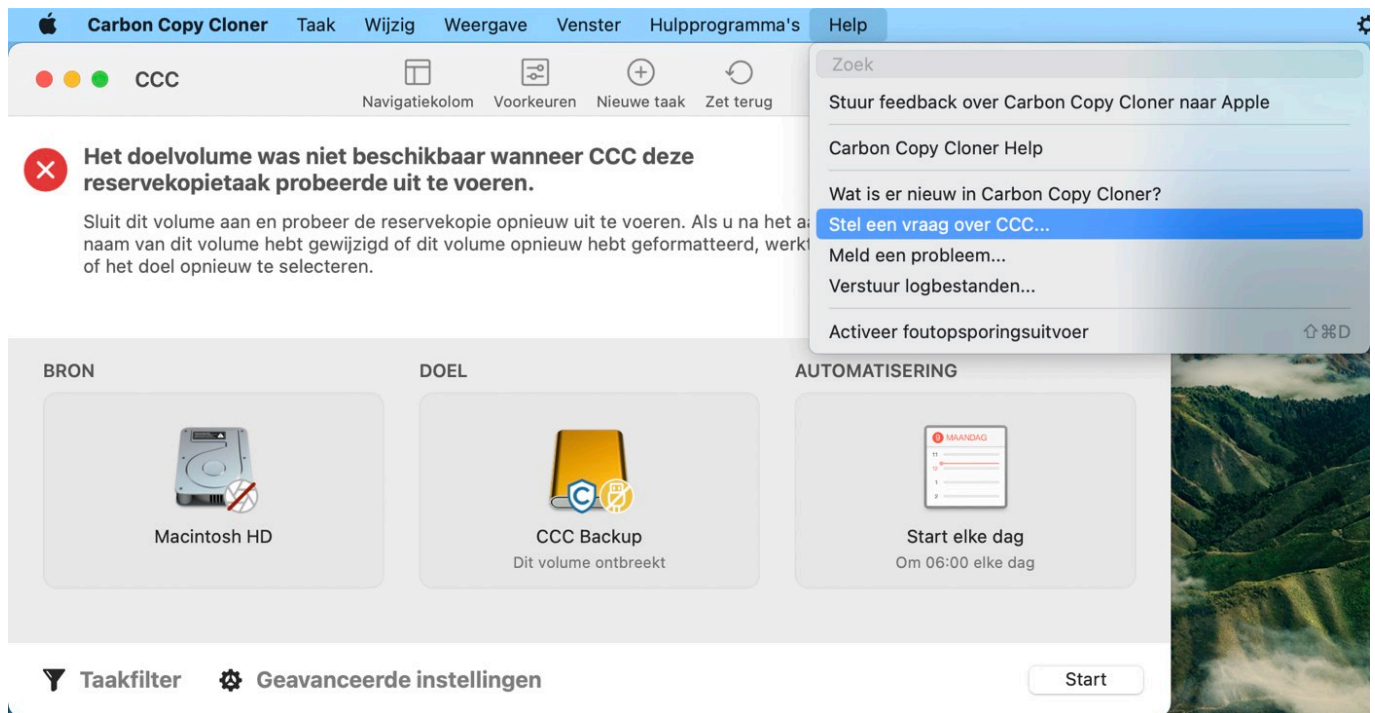 Carbon Copy Cloner Taak Wijzig Weergave Venster Hulpprogramma's Help
CCC
Navigatiekolom Voorkeuren Nieuwe taak Zet terug
Zoek
Stuur feedback over Carbon Copy Cloner naar Apple
Carbon Copy Cloner Help
Wat is er nieuw in Carbon Copy Cloner?
Stel een vraag over CCC...
Meld een probleem...
Verstuur logbestanden...
Activeer foutopsporingsuitvoer ⇧⌘D
Het doelvolume was niet beschikbaar wanneer CCC deze
reservekopietaak probeerde uit te voeren.
Sluit dit volume aan en probeer de reservekopie opnieuw uit te voeren. Als u na het
naam van dit volume hebt gewijzigd of dit volume opnieuw hebt geformatteerd,
of het doel opnieuw te selecteren.
BRON DOEL AUTOMATISERING
9 MAANDAG
11
12
1
2
Macintosh HD
CCC Backup
Dit volume ontbreekt
Start elke dag
Om 06:00 elke dag
Taakfilter Geavanceerde instellingen Start